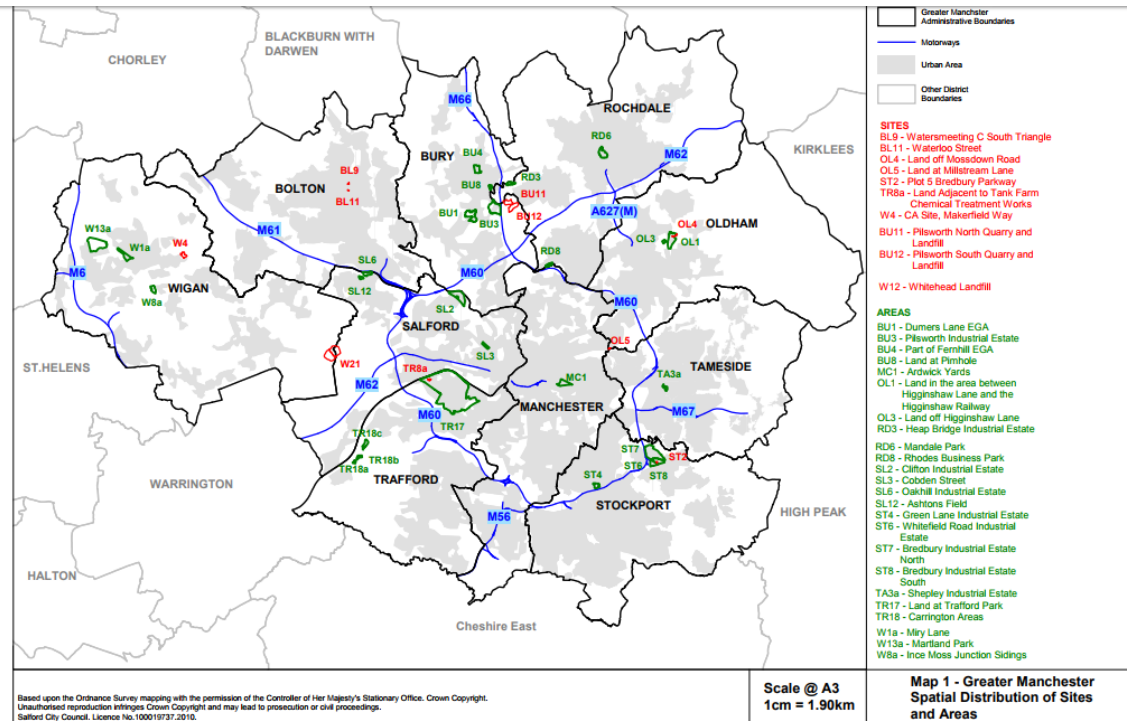 CHORLEY
BLACKBURN WITH
DARWEN
M66
ROCHDALE
RD6
M62
KIRKLEES
BURY
BU4
RD3
BU8
BU11
BL9
BOLTON
BL11
BU1
BU12
BU3
A627(M)
OLDHAM
OL4
OL3
OL1
M61
W13a
W1a
W4
M6
WIGAN
W8a
SL6
SL12
M60
RD8
SL2
SALFORD
M60
SL3
OL5
ST.HELENS
W21
TR8a
MC1
TA3a
TAMESIDE
M62
M60
MANCHESTER
M67
TR17
TR18c
TR18b
TR18a
TRAFFORD
ST7
ST2
ST6
ST8
ST4
STOCKPORT
WARRINGTON
M56
HIGH PEAK
HALTON
Cheshire East
Greater Manchster
Administrative Boundaries
Motorways
Urban Area
Other District
Boundaries
SITES
BL9 - Watersmeeting C South Triangle
BL11 - Waterloo Street
OL4 - Land off Mossdown Road
OL5 - Land at Millstream Lane
ST2 - Plot 5 Bredbury Parkway
TR8a - Land Adjacent to Tank Farm
Chemical Treatment Works
W4 - CA Site, Makerfield Way
BU11 - Pilsworth North Quarry and
Landfill
BU12 - Pilsworth South Quarry and
Landfill
W12 - Whitehead Landfill
AREAS
BU1 - Dumers Lane EGA
BU3 - Pilsworth Industrial Estate
BU4 - Part of Fernhill EGA
BU8 - Land at Pimhole
MC1 - Ardwick Yards
OL1 - Land in the area between
Higginshaw Lane and the
Higginshaw Railway
OL3 - Land off Higginshaw Lane
RD3 - Heap Bridge Industrial Estate
RD6 - Mandale Park
RD8 - Rhodes Business Park
SL2 - Clifton Industrial Estate
SL3 - Cobden Street
SL6 - Oakhill Industrial Estate
SL12 - Ashtons Field
ST4 - Green Lane Industrial Estate
ST6 - Whitefield Road Industrial
Estate
ST7 - Bredbury Industrial Estate
North
ST8 - Bredbury Industrial Estate
South
TA3a - Shepley Industrial Estate
TR17 - Land at Trafford Park
TR18 - Carrington Areas
W1a - Miry Lane
W13a - Martland Park
W8a - Ince Moss Junction Sidings
Based upon the Ordnance Survey mapping with the permission of the Controller of Her Majesty's Stationary Office. Crown Copyright.
Unauthorised reproduction infringes Crown Copyright and may lead to prosecution or civil proceedings.
Salford City Council. Licence No.100019737.2010.
Scale @ A3
1cm = 1.90km
Map 1 - Greater Manchester
Spatial Distribution of Sites
and Areas